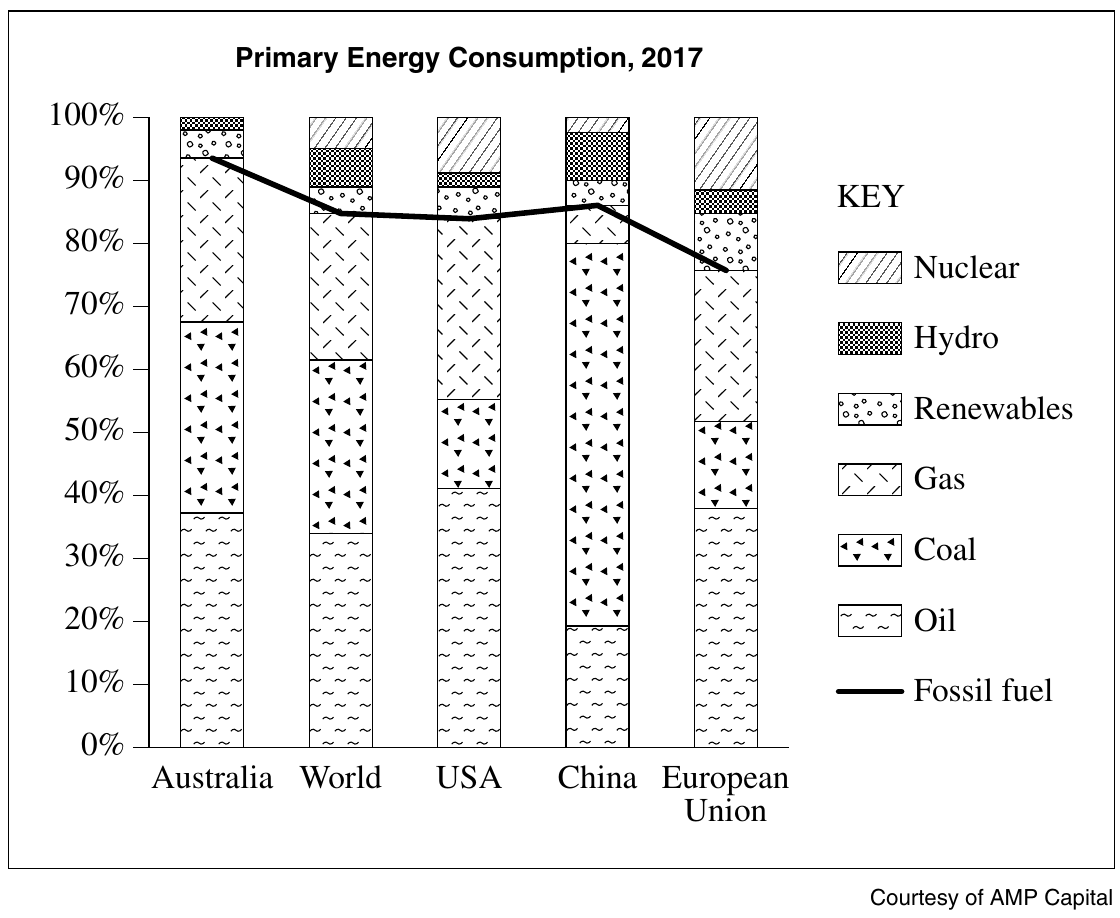 Primary Energy Consumption, 2017
100%
90%
80%
70%
60%
50%
40%
30%
20%
10%
0%
Australia
World
USA
China
European
Union
KEY
Nuclear
Hydro
Renewables
Gas
Coal
Oil
Fossil fuel
Courtesy of AMP Capital